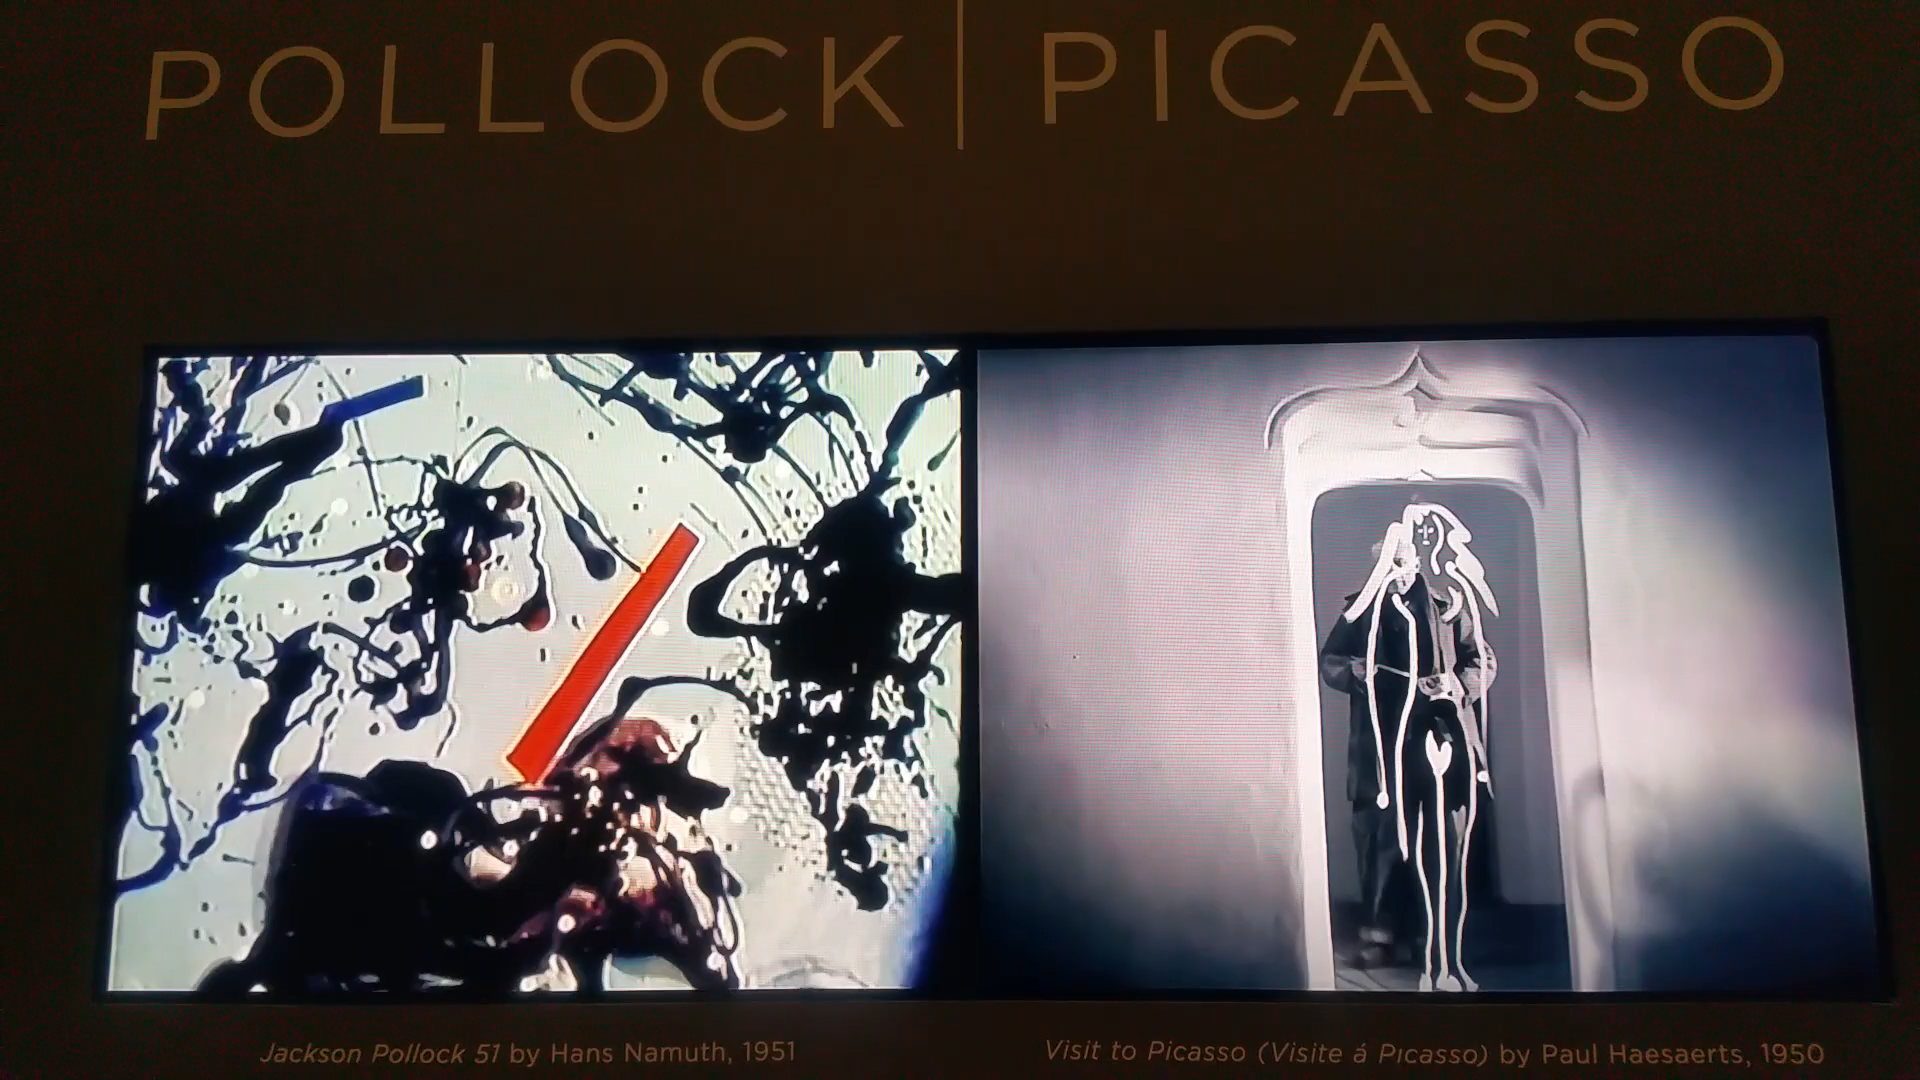 POLLOCK | PICASSO
Jackson Pollock 51 by Hans Namuth, 1951
Visit to Picasso (Visite á Picasso) by Paul Haesaerts, 1950